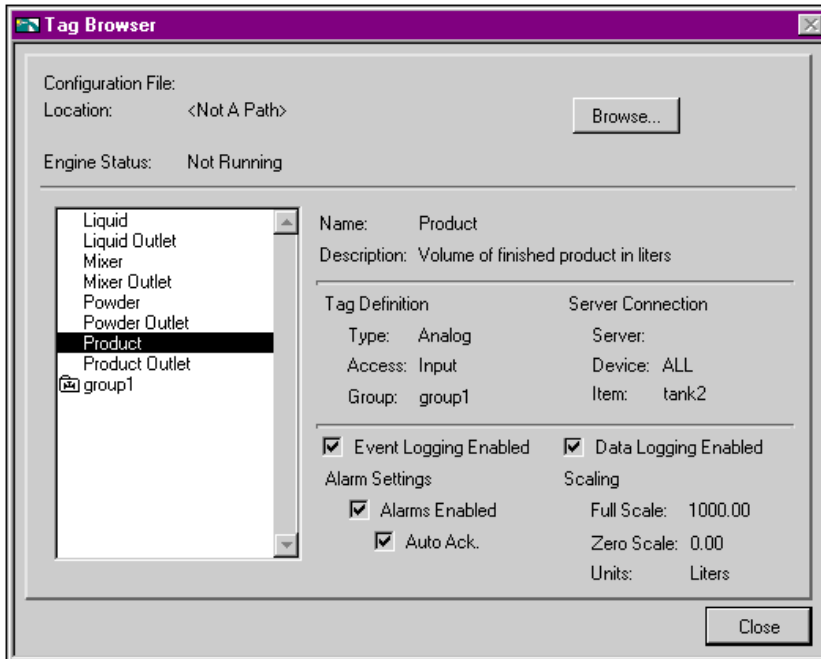 Tag Browser
Configuration File:
Location: <Not A Path>
Browse...
Engine Status: Not Running
Liquid
Liquid Outlet
Mixer
Mixer Outlet
Powder
Powder Outlet
Product
Product Outlet
group1
Name: Product
Description: Volume of finished product in liters
Tag Definition
Type: Analog
Access: Input
Group: group1
Server Connection
Server:
Device: ALL
Item: tank2
Event Logging Enabled
Data Logging Enabled
Alarm Settings
Alarms Enabled
Auto Ack.
Scaling
Full Scale: 1000.00
Zero Scale: 0.00
Units: Liters
Close